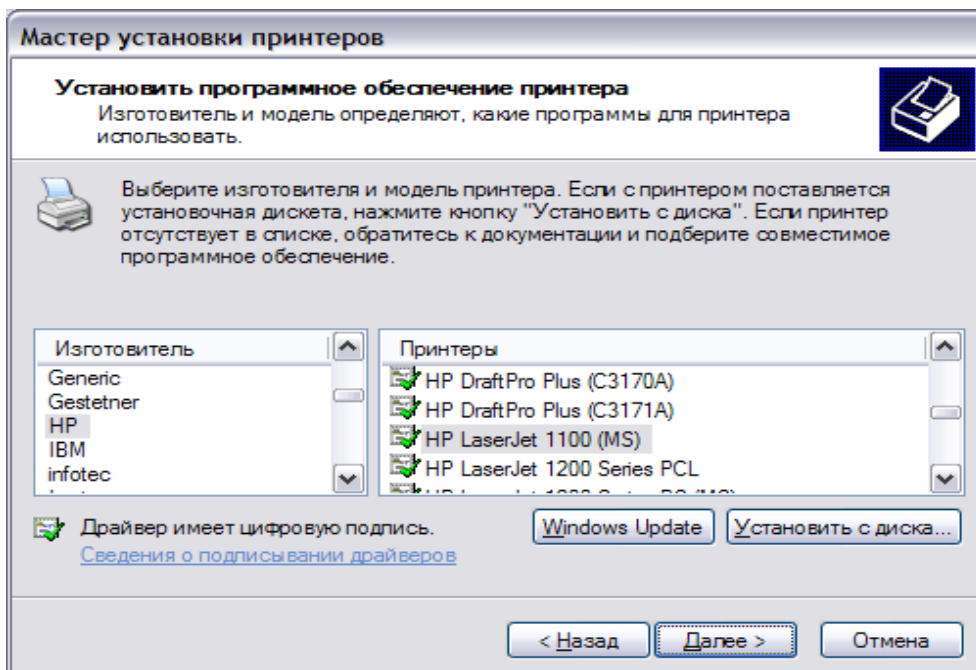 Мастер установки принтеров
Установить программное обеспечение принтера
Изготовитель и модель определяют, какие программы для принтера
использовать.
Выберите изготовителя и модель принтера. Если с принтером поставляется
установочная дискета, нажмите кнопку "Установить с диска". Если принтер
отсутствует в списке, обратитесь к документации и подберите совместимое
программное обеспечение.
Изготовитель
Generic
Gestetner
HP
IBM
infotec
Принтеры
HP DraftPro Plus (C3170A)
HP DraftPro Plus (C3171A)
HP LaserJet 1100 (MS)
HP LaserJet 1200 Series PCL
Драйвер имеет цифровую подпись.
Сведения о подписывании драйверов
Windows Update
Установить с диска...
< Назад
Далее >
Отмена